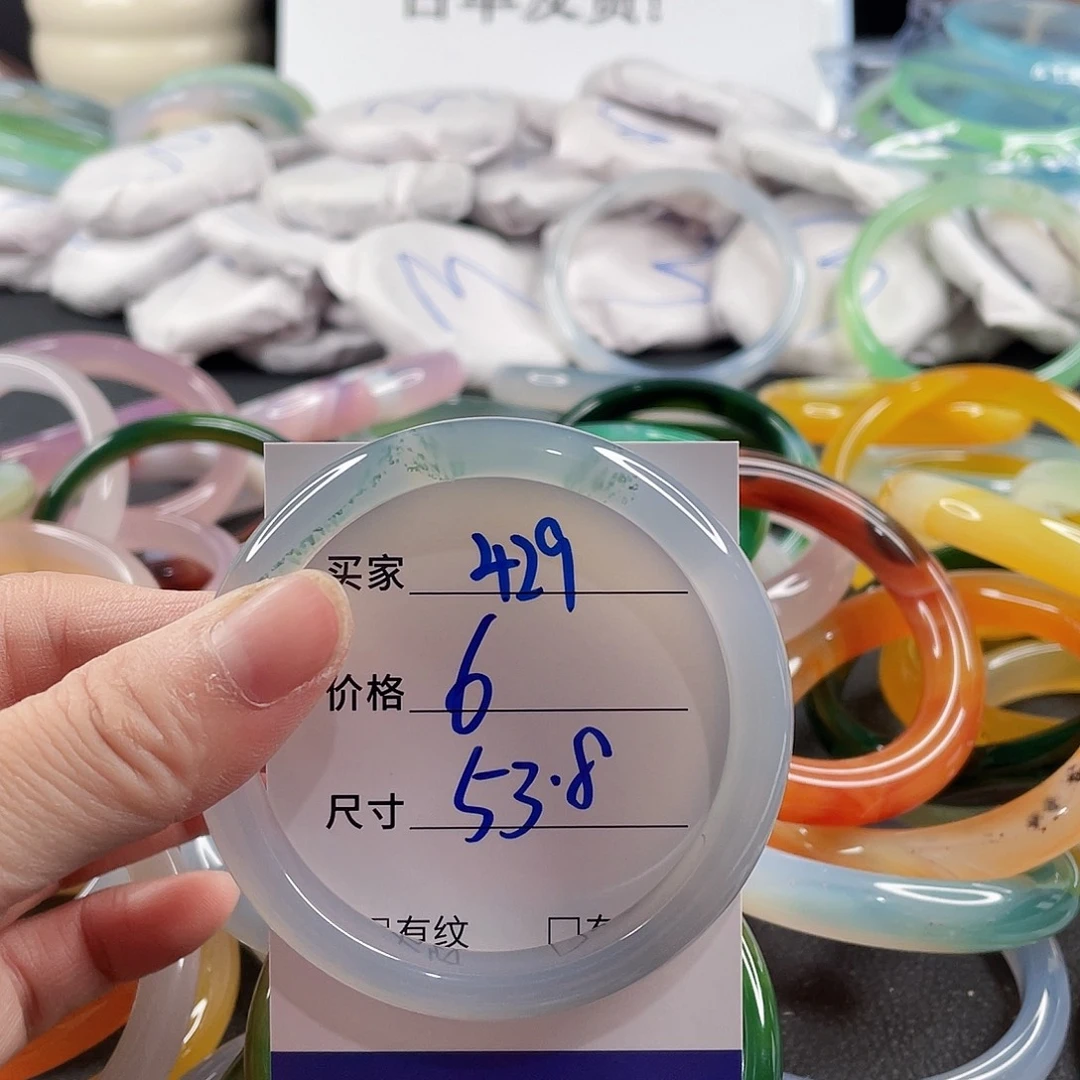 买家 429
价格 6
尺寸 53.8
有纹